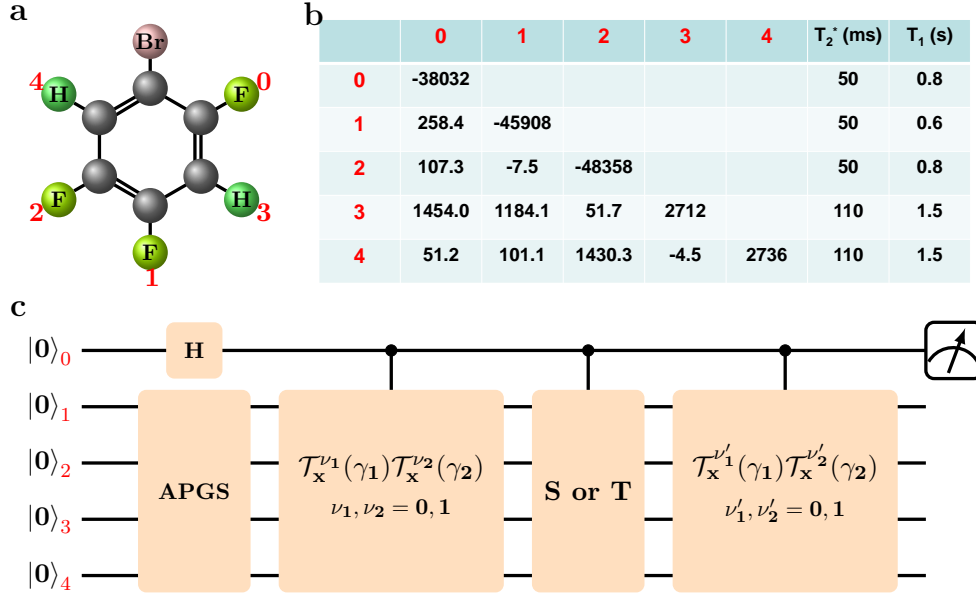 a
Br
4 H
F 0
F 2
H 3
F
1
b
0 1 2 3 4 T₂* (ms) T₁ (s)
0 -38032 50 0.8
1 258.4 -45908 50 0.6
2 107.3 -7.5 -48358 50 0.8
3 1454.0 1184.1 51.7 2712 110 1.5
4 51.2 101.1 1430.3 -4.5 2736 110 1.5
c
|0⟩₀ H
|0⟩₁
|0⟩₂
|0⟩₃
|0⟩₄
APGS
𝒯ₓ^ν₁(γ₁)𝒯ₓ^ν₂(γ₂)
ν₁, ν₂ = 0, 1
S or T
𝒯ₓ^ν′₁(γ₁)𝒯ₓ^ν′₂(γ₂)
ν′₁, ν′₂ = 0, 1